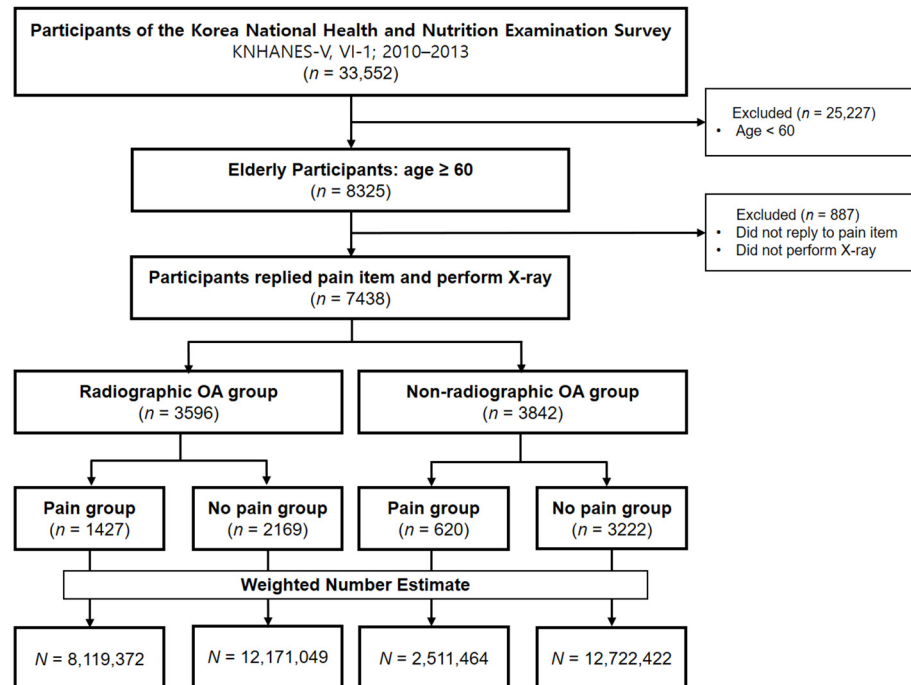 Participants of the Korea National Health and Nutrition Examination Survey
KNHANES-V, VI-1; 2010–2013
(n = 33,552)
Excluded (n = 25,227)
• Age < 60
Elderly Participants: age ≥ 60
(n = 8325)
Excluded (n = 887)
• Did not reply to pain item
• Did not perform X-ray
Participants replied pain item and perform X-ray
(n = 7438)
Radiographic OA group
(n = 3596)
Non-radiographic OA group
(n = 3842)
Pain group
(n = 1427)
No pain group
(n = 2169)
Pain group
(n = 620)
No pain group
(n = 3222)
Weighted Number Estimate
N = 8,119,372
N = 12,171,049
N = 2,511,464
N = 12,722,422